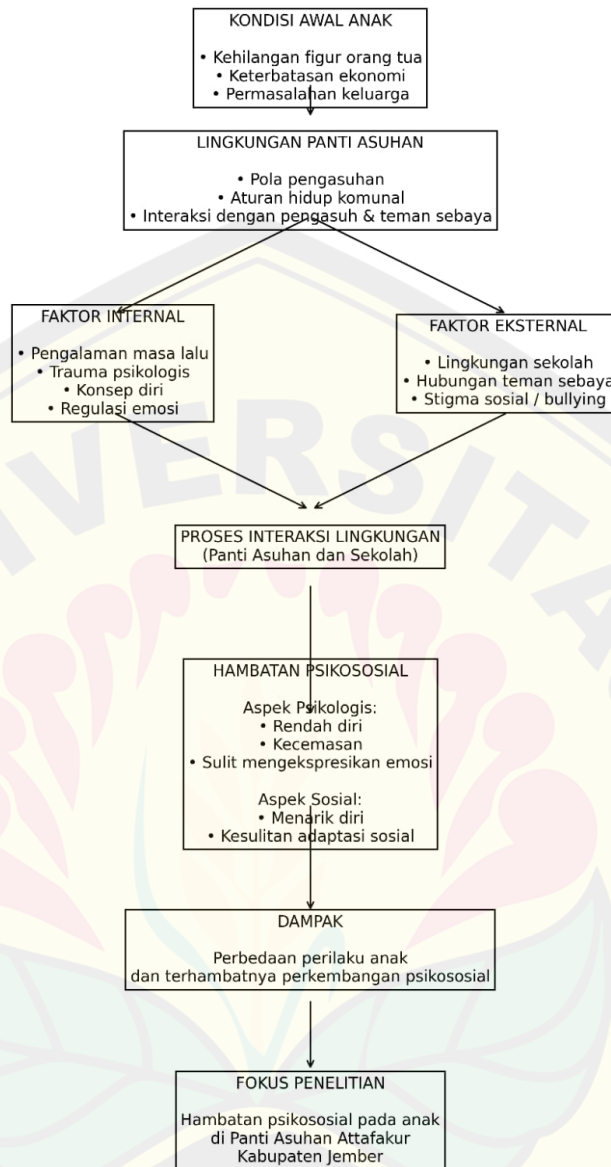 KONDISI AWAL ANAK
• Kehilangan figur orang tua
• Keterbatasan ekonomi
• Permasalahan keluarga
LINGKUNGAN PANTI ASUHAN
• Pola pengasuhan
• Aturan hidup komunal
• Interaksi dengan pengasuh & teman sebaya
FAKTOR INTERNAL
• Pengalaman masa lalu
• Trauma psikologis
• Konsep diri
• Regulasi emosi
FAKTOR EKSTERNAL
• Lingkungan sekolah
• Hubungan teman sebaya
• Stigma sosial / bullying
PROSES INTERAKSI LINGKUNGAN
(Panti Asuhan dan Sekolah)
HAMBATAN PSIKOSOSIAL
Aspek Psikologis:
• Rendah diri
• Kecemasan
• Sulit mengekspresikan emosi
Aspek Sosial:
• Menarik diri
• Kesulitan adaptasi sosial
DAMPAK
Perbedaan perilaku anak
dan terhambatnya perkembangan psikososial
FOKUS PENELITIAN
Hambatan psikososial pada anak
di Panti Asuhan Attafakur
Kabupaten Jember